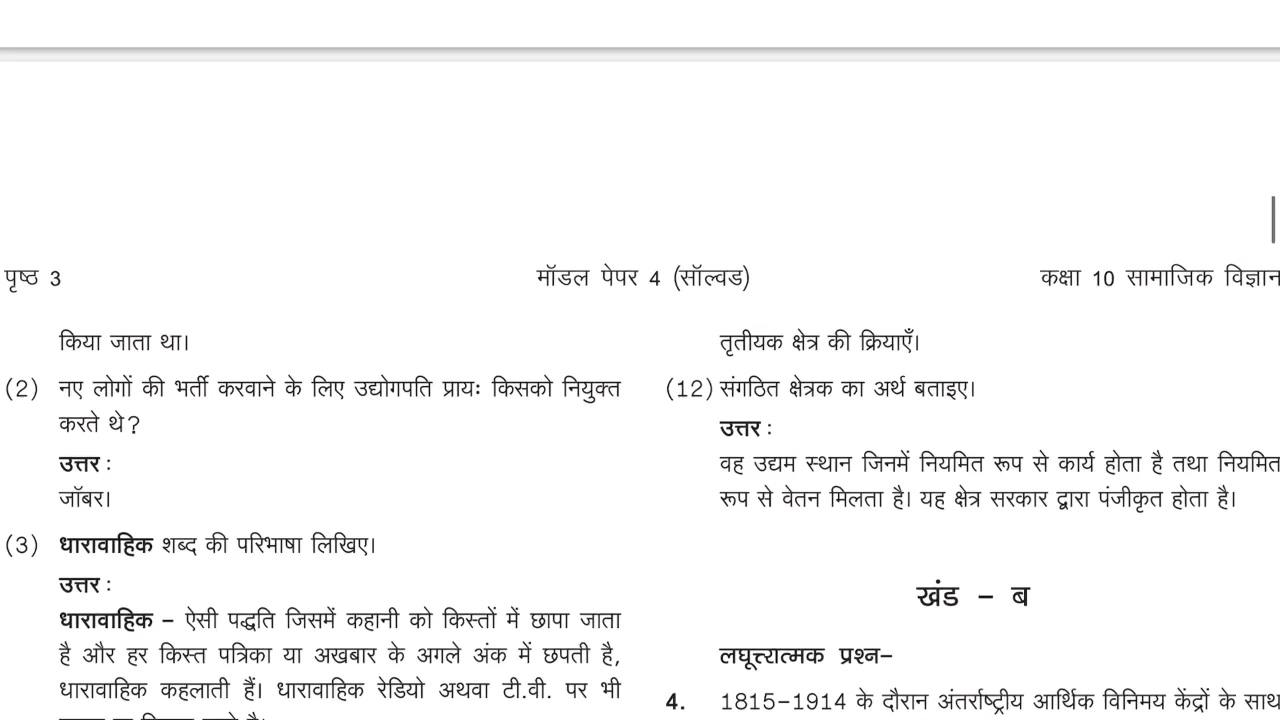 पृष्ठ 3
मॉडल पेपर 4 (सॉल्वड)
कक्षा 10 सामाजिक विज्ञान
किया जाता था।
(2) नए लोगों की भर्ती करवाने के लिए उद्योगपति प्रायः किसको नियुक्त
करते थे?
उत्तर :
जॉबर।
(3) धारावाहिक शब्द की परिभाषा लिखिए।
उत्तर :
धारावाहिक – ऐसी पद्धति जिसमें कहानी को किस्तों में छापा जाता
है और हर किस्त पत्रिका या अखबार के अगले अंक में छपती है,
धारावाहिक कहलाती हैं। धारावाहिक रेडियो अथवा टी.वी. पर भी
तृतीयक क्षेत्र की क्रियाएँ।
(12) संगठित क्षेत्रक का अर्थ बताइए।
उत्तर :
वह उद्यम स्थान जिनमें नियमित रूप से कार्य होता है तथा नियमित
रूप से वेतन मिलता है। यह क्षेत्र सरकार द्वारा पंजीकृत होता है।
खंड – ब
लघूत्त्रात्मक प्रश्न–
4. 1815–1914 के दौरान अंतर्राष्ट्रीय आर्थिक विनिमय केंद्रों के साथ